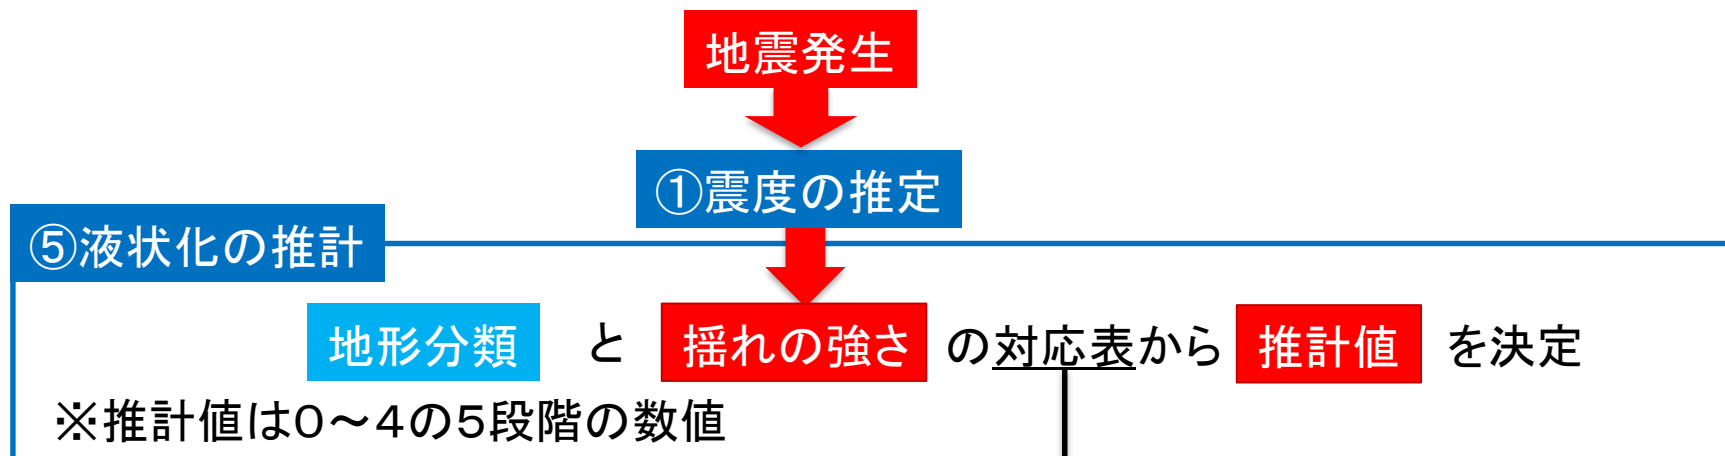 地震発生
①震度の推定
⑤液状化の推計
地形分類 と 揺れの強さ の対応表から 推計値 を決定
※推計値は0～4の5段階の数値